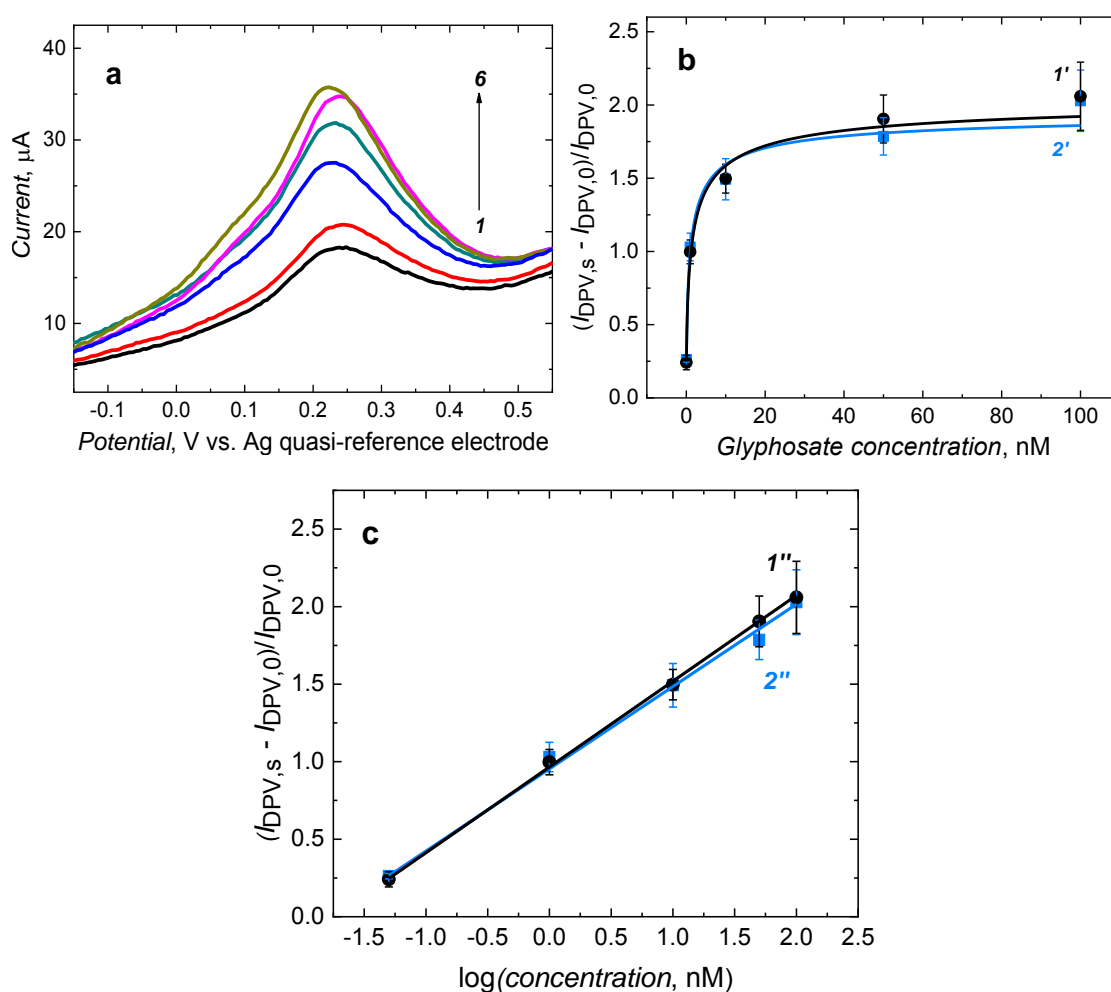 a
40
30
20
10
6
1
-0.1 0.0 0.1 0.2 0.3 0.4 0.5
Current, μA
Potential, V vs. Ag quasi-reference electrode
b
2.5
2.0
1.5
1.0
0.5
0.0
1'
2'
0 20 40 60 80 100
(IDPV,s - IDPV,0)/IDPV,0
Glyphosate concentration, nM
c
2.5
2.0
1.5
1.0
0.5
0.0
1''
2''
-1.5 -1.0 -0.5 0.0 0.5 1.0 1.5 2.0 2.5
(IDPV,s - IDPV,0)/IDPV,0
log(concentration, nM)